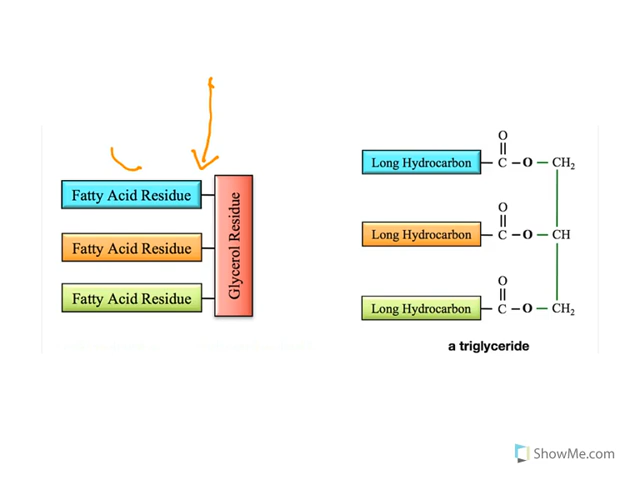 Fatty Acid Residue
Fatty Acid Residue
Fatty Acid Residue
Glycerol Residue
O
Long Hydrocarbon C O CH₂
O
Long Hydrocarbon C O CH
O
Long Hydrocarbon C O CH₂
a triglyceride
ShowMe.com